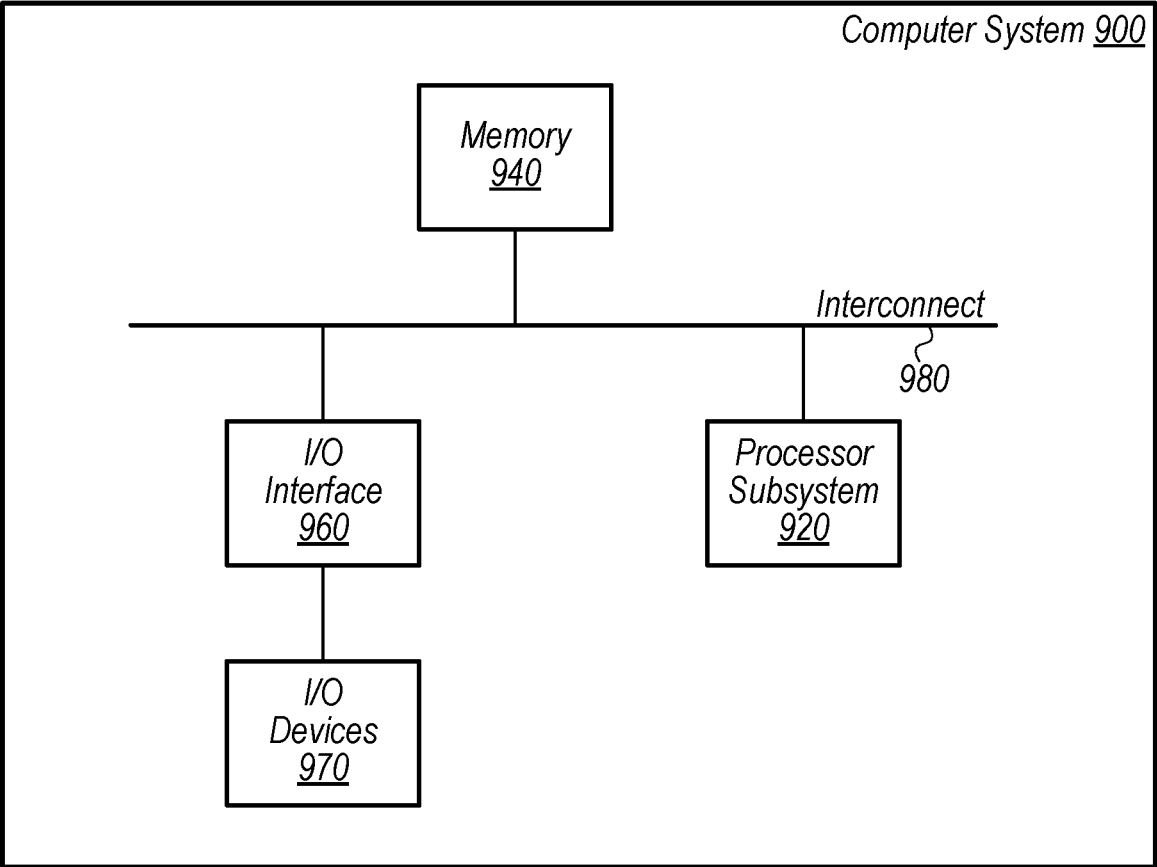 Computer System 900
Memory
940
Interconnect
980
I/O
Interface
960
Processor
Subsystem
920
I/O
Devices
970